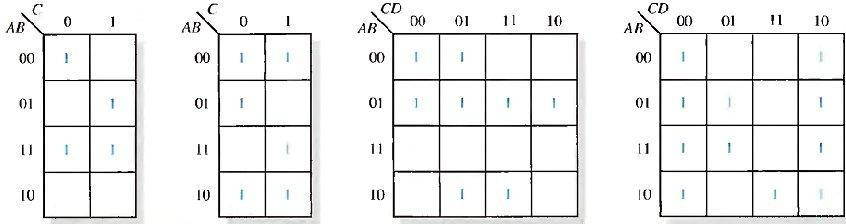 C C CD CD
AB 0 1 AB 0 1 AB 00 01 11 10 AB 00 01 11 10
00 1 00 1 1 00 1 1 00 1 1
01 1 01 1 01 1 1 1 1 01 1 1 1
11 1 1 11 1 11 11 1 1 1
10 10 1 1 10 1 1 10 1 1 1